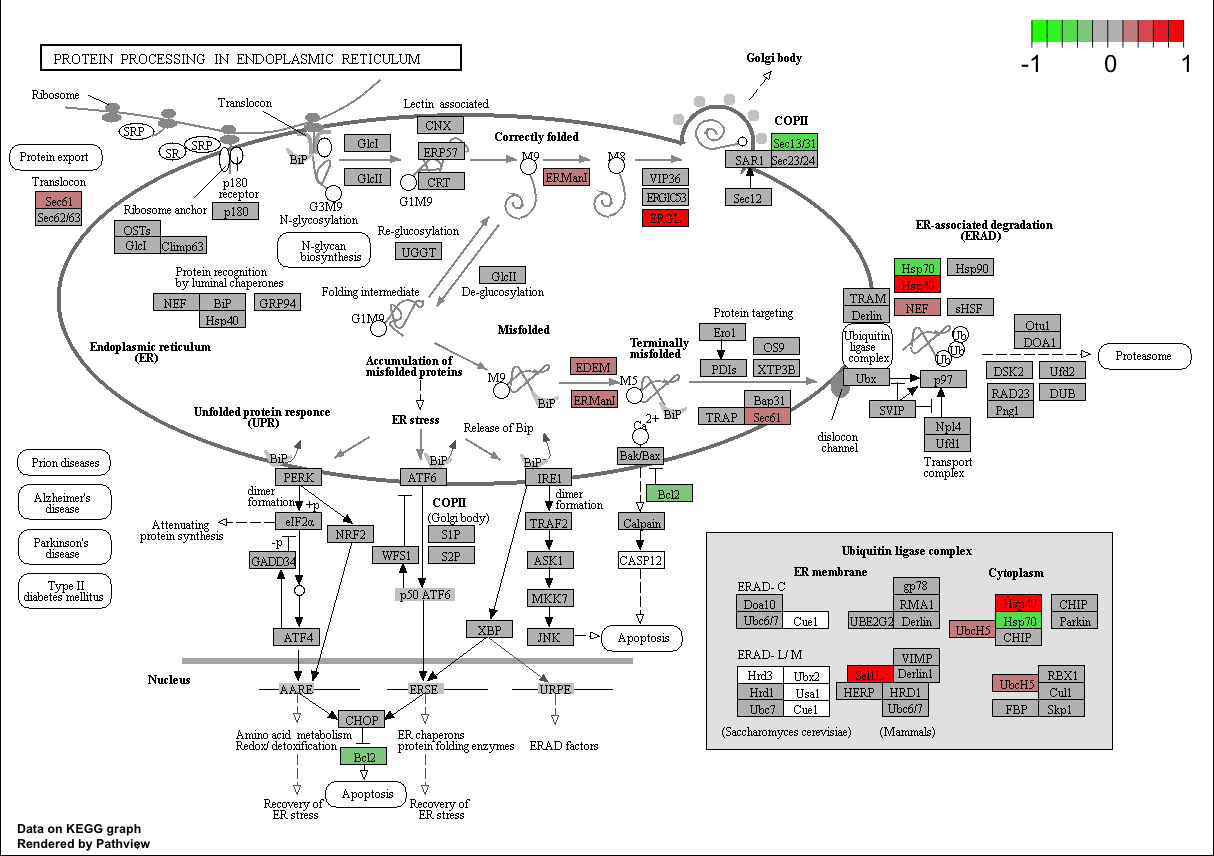 PROTEIN PROCESSING IN ENDOPLASMIC RETICULUM
-1
0
1
Golgi body
Ribosome
Translocon
Lectin associated
SRP
SR
SRP
BiP
GlcI
GlcII
CNX
ERP57
CRT
Correctly folded
M9
M8
ERManI
VIP36
ERGIC53
ERGL
COPII
Sec13/31
SAR1
Sec23/24
Sec12
Protein export
Translocon
Sec61
Sec62/63
p180
receptor
p180
Ribosome anchor
OSTs
GlcI
Climp63
G3M9
N-glycosylation
N-glycan
biosynthesis
G1M9
Re-glucosylation
UGGT
GlcII
De-glucosylation
Protein recognition
by luminal chaperones
NEF
BiP
GRP94
Hsp40
Folding intermediate
G1M9
Endoplasmic reticulum
(ER)
Misfolded
Accumulation of
misfolded proteins
Terminally
misfolded
M9
BiP
EDEM
ERManI
M5
BiP
Protein targeting
Ero1
OS9
PDIs
XTP3B
Bap31
TRAP
Sec61
ER-associated degradation
(ERAD)
Hsp70
Hsp90
Hsp40
NEF
sHSF
TRAM
Derlin
Ubiquitin
ligase
complex
Ub
Ub
Ub
Otu1
DOA1
Proteasome
Ubx
p97
DSK2
Ufd2
RAD23
DUB
Png1
SVIP
Npl4
Ufd1
Transport
complex
dislocon
channel
Unfolded protein responce
(UPR)
ER stress
Release of Bip
Ca2+
Bak/Bax
BiP
BiP
BiP
PERK
ATF6
IRE1
Bcl2
Prion diseases
Alzheimer's
disease
Parkinson's
disease
Type II
diabetes mellitus
dimer
formation
+p
eIF2α
Attenuating
protein synthesis
-p
GADD34
NRF2
COPII
(Golgi body)
S1P
WFS1
S2P
p50 ATF6
ATF4
dimer
formation
TRAF2
ASK1
MKK7
XBP
JNK
Calpain
CASP12
Apoptosis
Nucleus
AARE
ERSE
URPE
CHOP
Amino acid metabolism
Redox/ detoxification
ER chaperons
protein folding enzymes
ERAD factors
Bcl2
Apoptosis
Recovery of
ER stress
Recovery of
ER stress
Ubiquitin ligase complex
ER membrane
Cytoplasm
ERAD- C
Doa10
Ubc6/7
Cue1
gp78
RMA1
UBE2G2
Derlin
Hsp40
CHIP
UbcH5
Hsp70
Parkin
CHIP
ERAD- L/ M
Hrd3
Ubx2
Hrd1
Usa1
Ubc7
Cue1
VIMP
Sel1L
Derlin1
HERP
HRD1
Ubc6/7
UbcH5
RBX1
Cul1
FBP
Skp1
(Saccharomyces cerevisiae)
(Mammals)
Data on KEGG graph
Rendered by Pathview